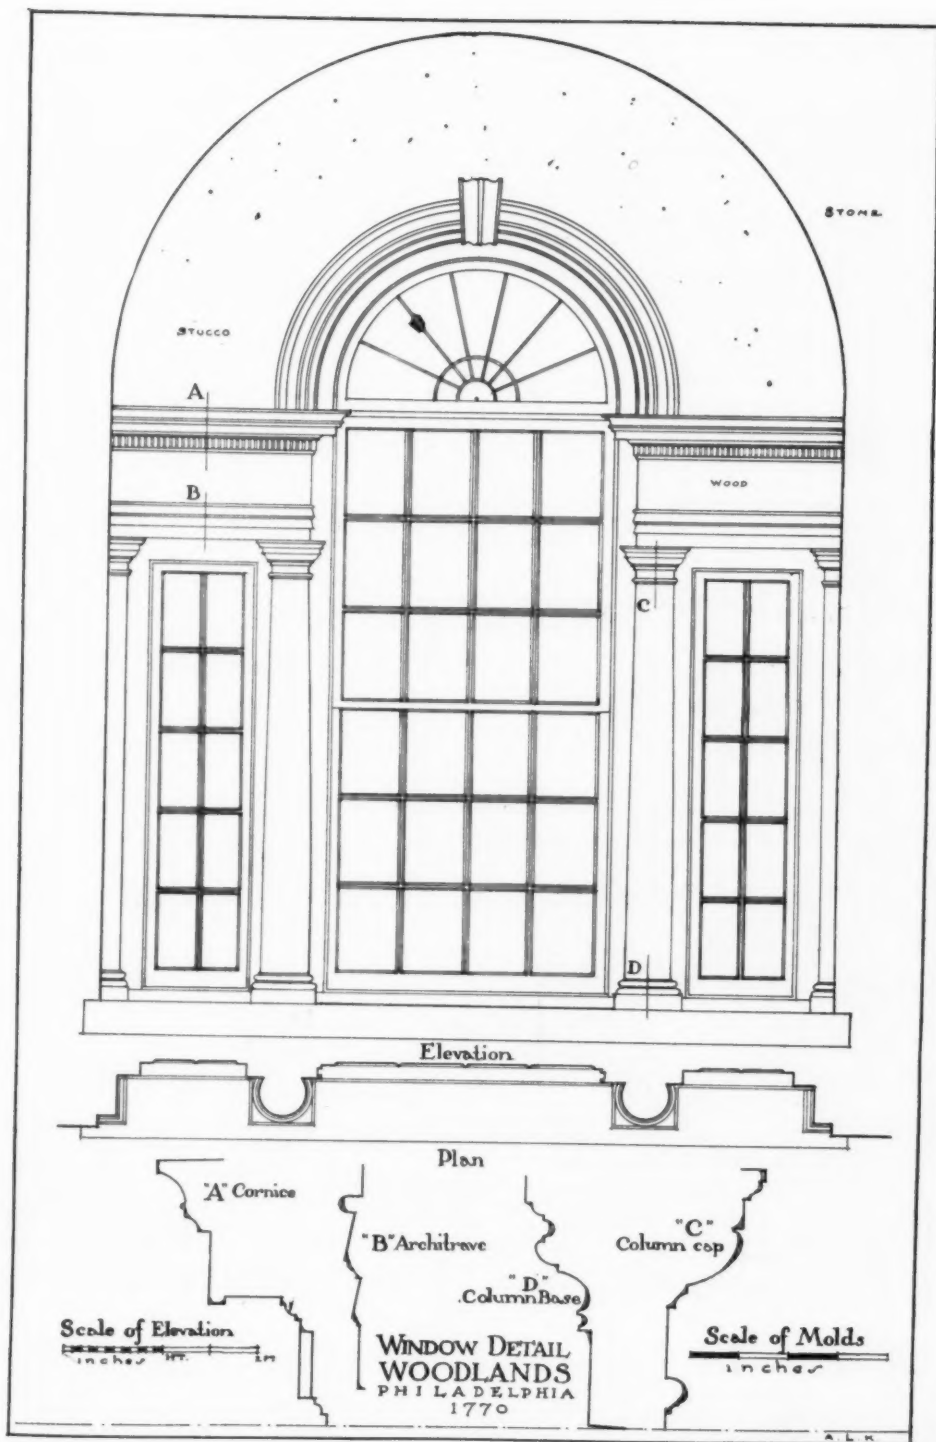 STONE
STUCCO
A
B
WOOD
C
D
Elevation
Plan
"A" Cornice
"B" Architrave
"C"
Column cap
"D"
Column Base
Scale of Elevation
inches
WINDOW DETAIL
WOODLANDS
PHILADELPHIA
1770
Scale of Molds
inches
A.L.K.